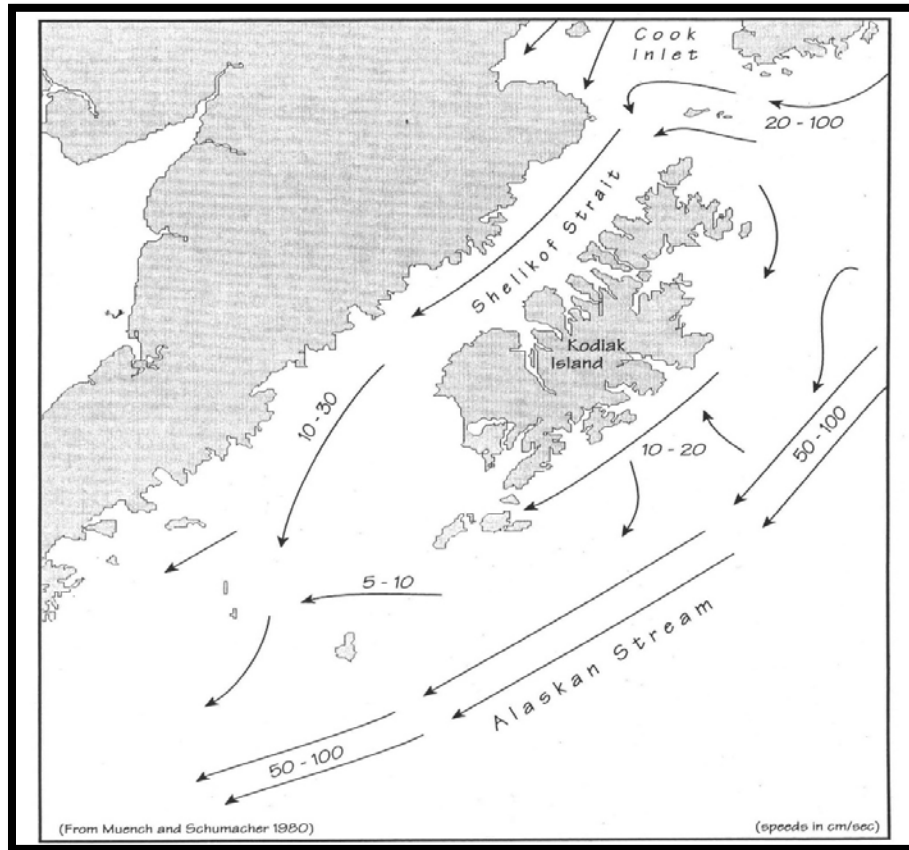 Cook
Inlet
20 - 100
Shelikof Strait
Kodiak
Island
50 - 100
10 - 30
10 - 20
5 - 10
Alaskan Stream
50 - 100
(From Muench and Schumacher 1980)
(speeds in cm/sec)